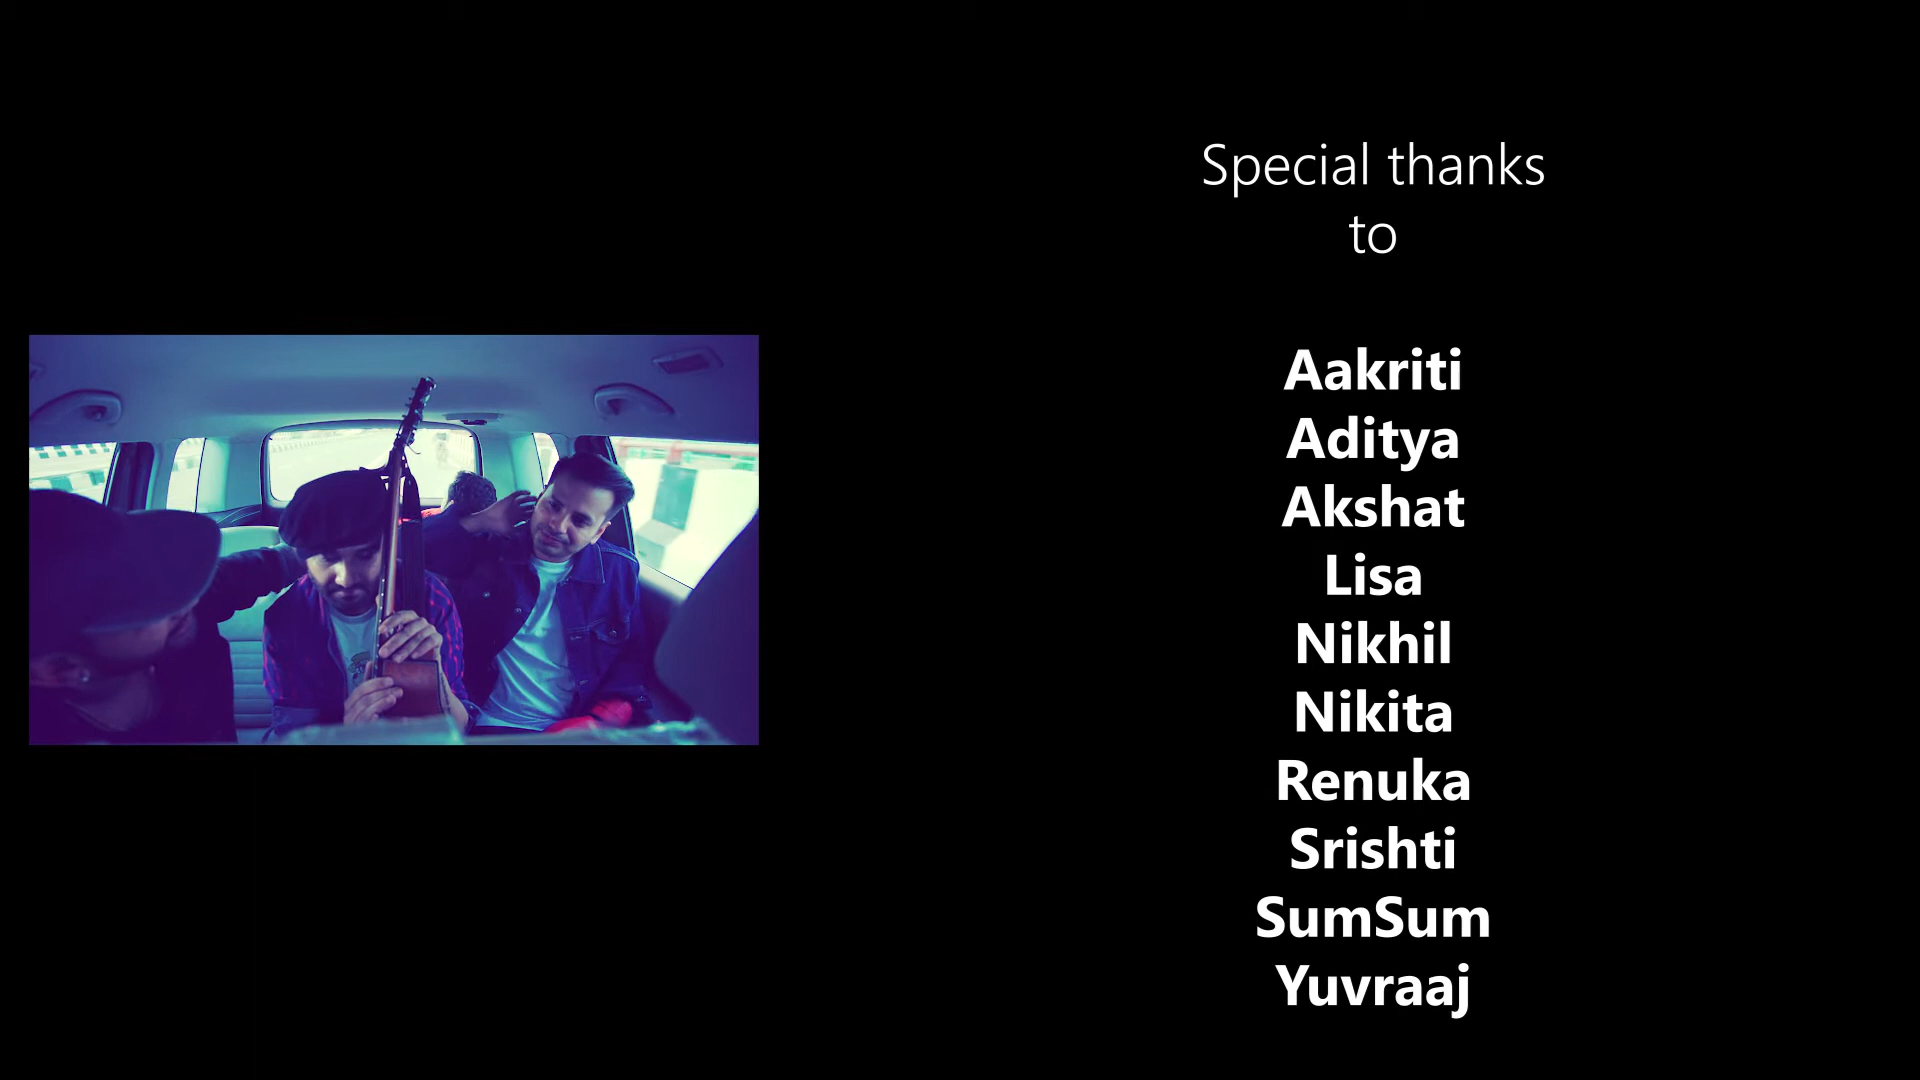 Special thanks
to
Aakriti
Aditya
Akshat
Lisa
Nikhil
Nikita
Renuka
Srishti
SumSum
Yuvraaj